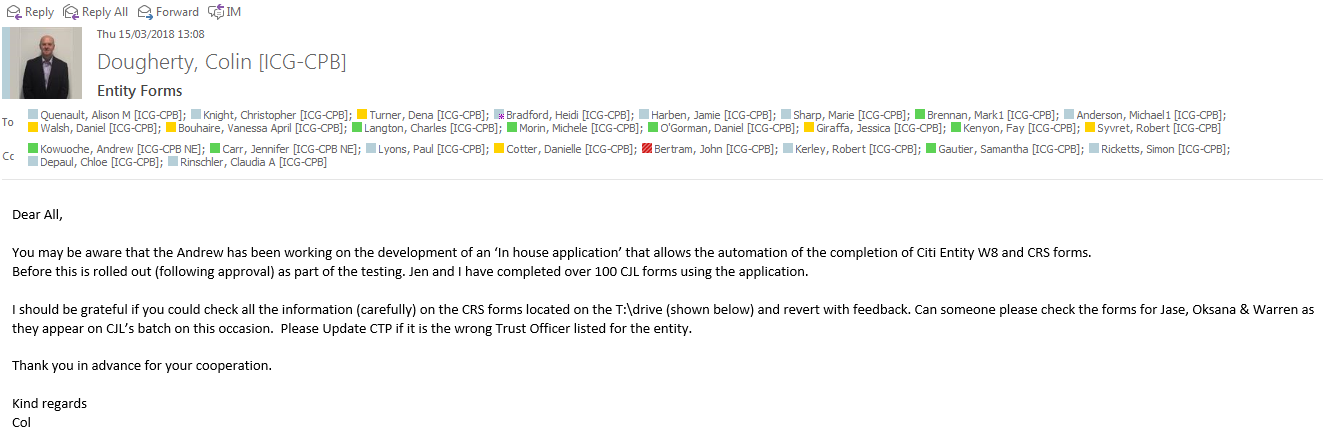 Reply Reply All Forward IM
Thu 15/03/2018 13:08
Dougherty, Colin [ICG-CPB]
Entity Forms
To Quenault, Alison M [ICG-CPB]; Knight, Christopher [ICG-CPB]; Turner, Dena [ICG-CPB]; Bradford, Heidi [ICG-CPB]; Harben, Jamie [ICG-CPB]; Sharp, Marie [ICG-CPB]; Brennan, Mark1 [ICG-CPB]; Anderson, Michael1 [ICG-CPB];
Walsh, Daniel [ICG-CPB]; Bouhaire, Vanessa April [ICG-CPB]; Langton, Charles [ICG-CPB]; Morin, Michele [ICG-CPB]; O'Gorman, Daniel [ICG-CPB]; Giraffa, Jessica [ICG-CPB]; Kenyon, Fay [ICG-CPB]; Syvret, Robert [ICG-CPB]
Cc Kowuoche, Andrew [ICG-CPB NE]; Carr, Jennifer [ICG-CPB NE]; Lyons, Paul [ICG-CPB]; Cotter, Danielle [ICG-CPB]; Bertram, John [ICG-CPB]; Kerley, Robert [ICG-CPB]; Gautier, Samantha [ICG-CPB]; Ricketts, Simon [ICG-CPB];
Depaul, Chloe [ICG-CPB]; Rinschler, Claudia A [ICG-CPB]
Dear All,
You may be aware that the Andrew has been working on the development of an ‘In house application’ that allows the automation of the completion of Citi Entity W8 and CRS forms.
Before this is rolled out (following approval) as part of the testing. Jen and I have completed over 100 CJL forms using the application.
I should be grateful if you could check all the information (carefully) on the CRS forms located on the T:\drive (shown below) and revert with feedback. Can someone please check the forms for Jase, Oksana & Warren as
they appear on CJL’s batch on this occasion.  Please Update CTP if it is the wrong Trust Officer listed for the entity.
Thank you in advance for your cooperation.
Kind regards
Col